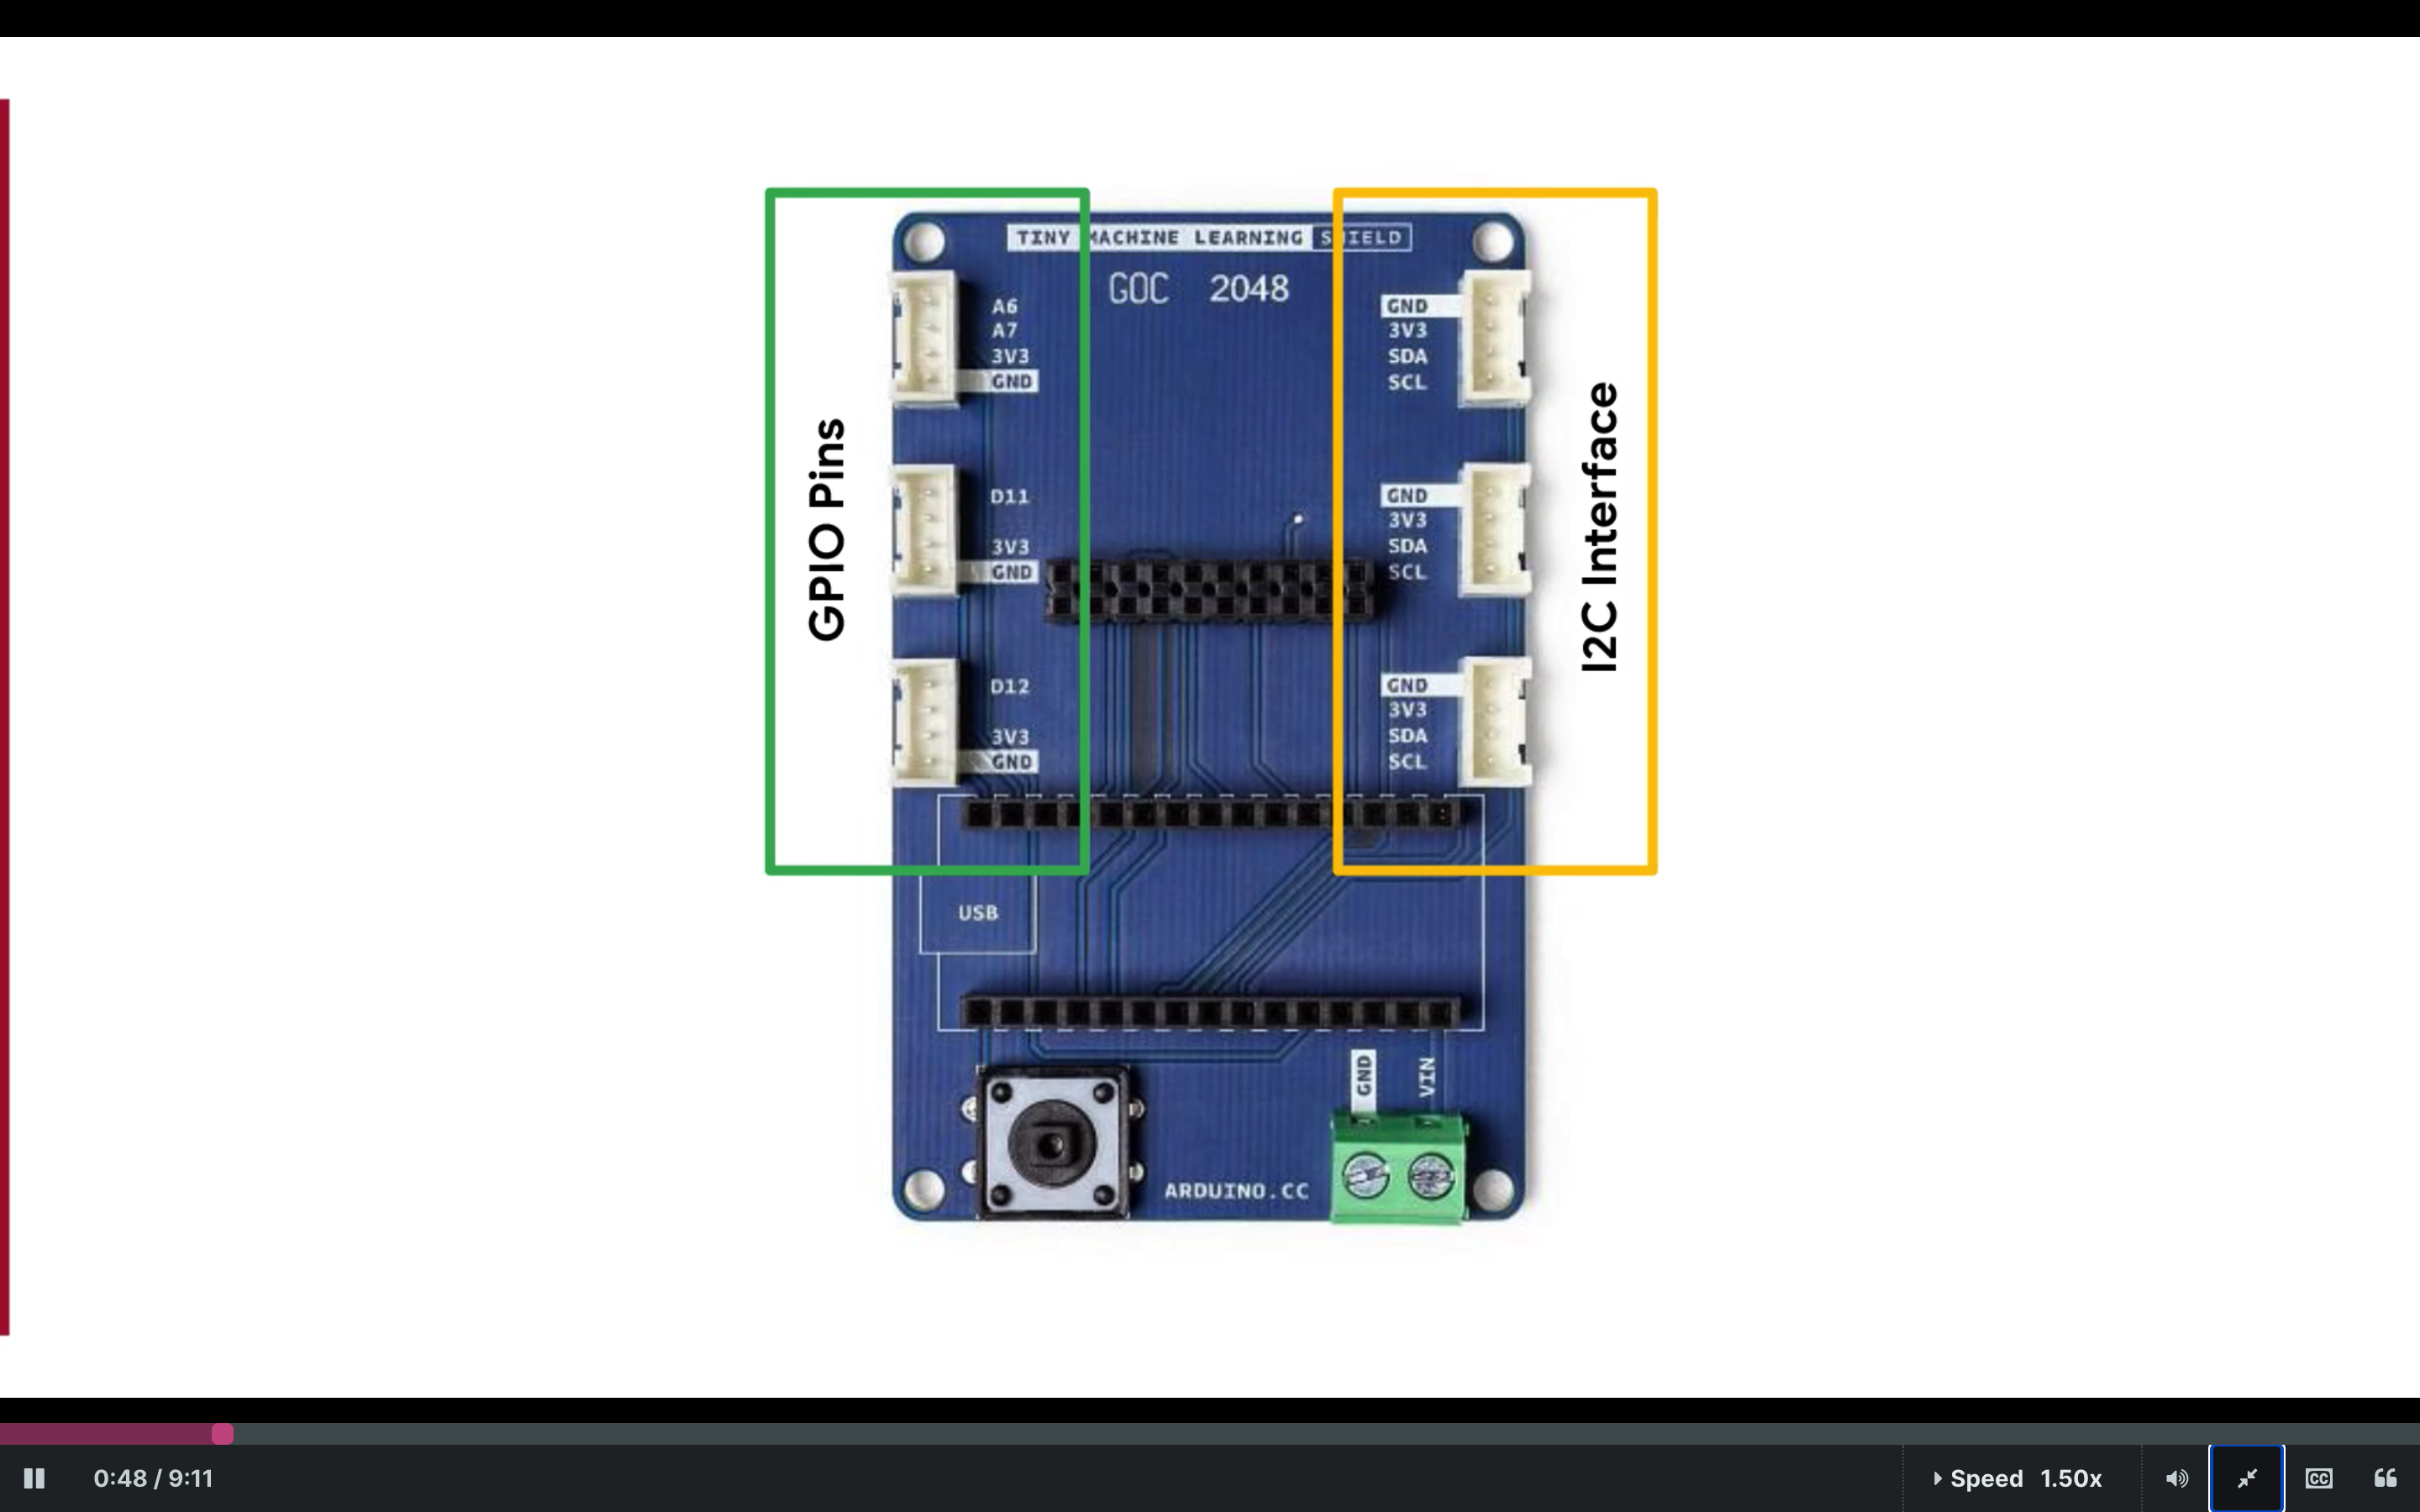 TINY MACHINE LEARNING SHIELD
GOC 2048
GPIO Pins
A6
A7
3V3
GND
D11
3V3
GND
D12
3V3
GND
GND
3V3
SDA
SCL
GND
3V3
SDA
SCL
GND
3V3
SDA
SCL
I2C Interface
USB
GND
VIN
ARDUINO.CC
0:48 / 9:11
Speed 1.50x
CC